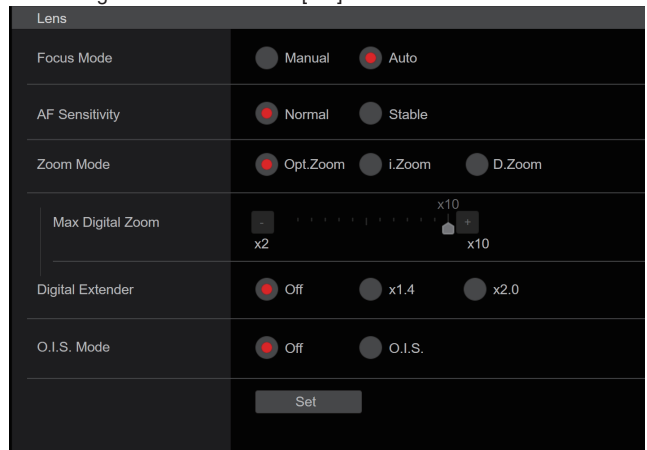 Lens
Focus Mode Manual Auto
AF Sensitivity Normal Stable
Zoom Mode Opt.Zoom i.Zoom D.Zoom
x10
Max Digital Zoom - +
x2 x10
Digital Extender Off x1.4 x2.0
O.I.S. Mode Off O.I.S.
Set